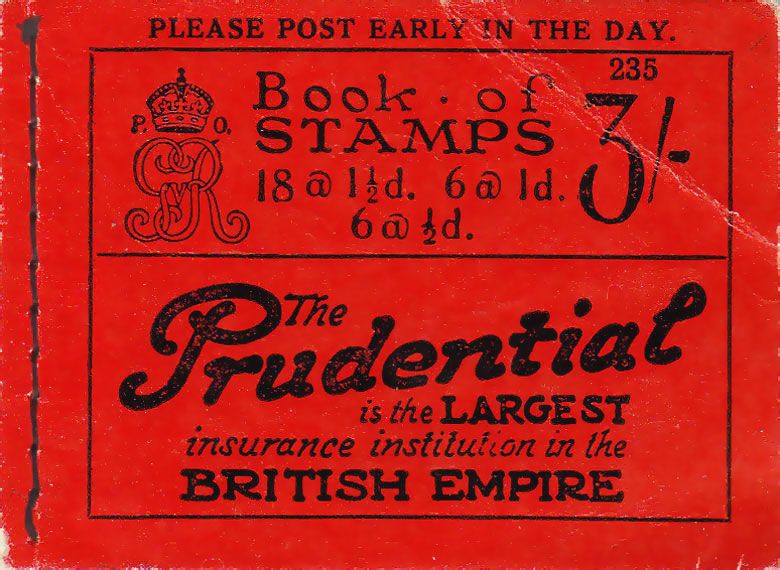 PLEASE POST EARLY IN THE DAY.
235
P. O.
GR
Book · of
STAMPS
3/-
18 @ 1½d. 6 @ 1d.
6 @ ½d.
The
Prudential
is the LARGEST
insurance institution in the
BRITISH EMPIRE